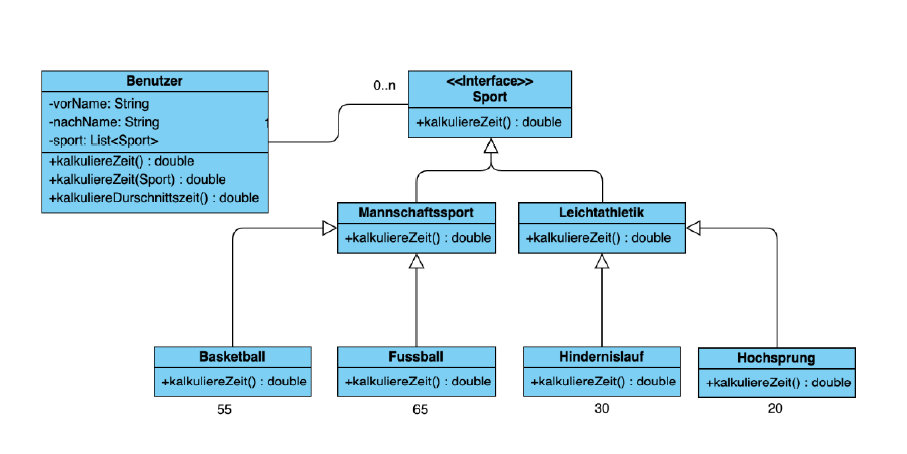 Benutzer
-vorName: String
-nachName: String
-sport: List<Sport>
+kalkuliereZeit() : double
+kalkuliereZeit(Sport) : double
+kalkuliereDurschnittszeit() : double
1
0..n
<<Interface>>
Sport
+kalkuliereZeit() : double
Mannschaftssport
+kalkuliereZeit() : double
Leichtathletik
+kalkuliereZeit() : double
Basketball
+kalkuliereZeit() : double
55
Fussball
+kalkuliereZeit() : double
65
Hindernislauf
+kalkuliereZeit() : double
30
Hochsprung
+kalkuliereZeit() : double
20